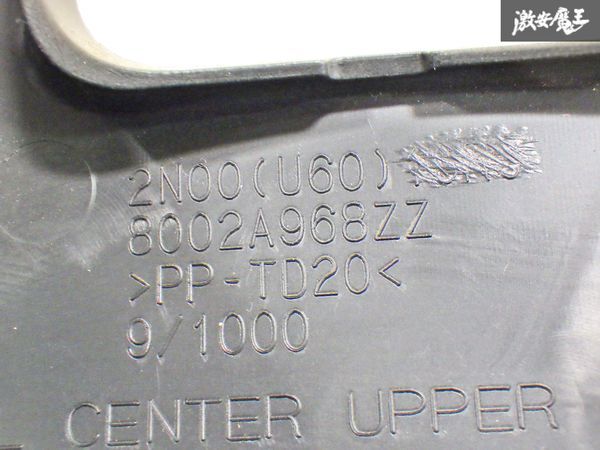 激安魔王
2N00(U60)
8002A968ZZ
>PP-TD20<
9/1000
CENTER UPPER